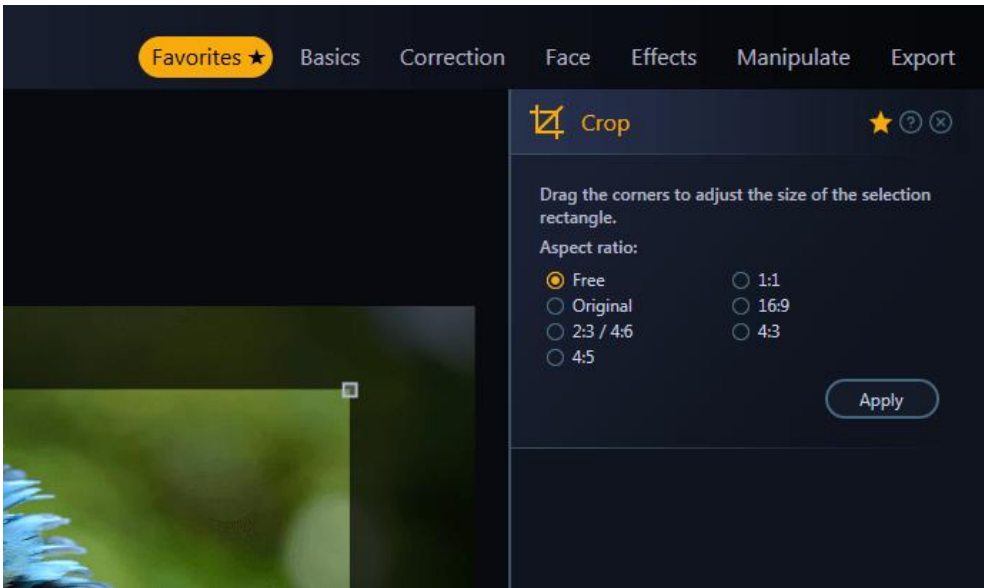 Favorites ★ Basics Correction Face Effects Manipulate Export
Crop
Drag the corners to adjust the size of the selection
rectangle.
Aspect ratio:
Free 1:1
Original 16:9
2:3 / 4:6 4:3
4:5
Apply